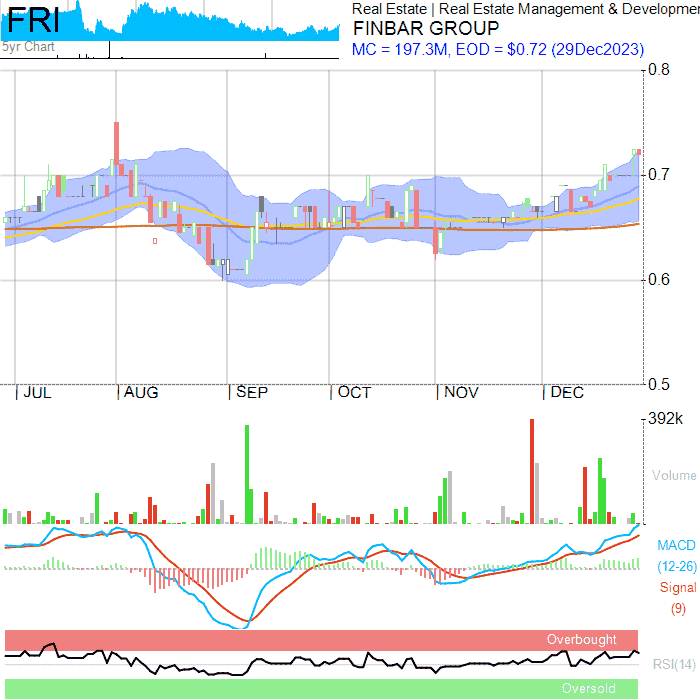 FRI
5yr Chart
Real Estate | Real Estate Management & Developmen
FINBAR GROUP
MC = 197.3M, EOD = $0.72 (29Dec2023)
0.8
0.7
0.6
0.5
JUL AUG SEP OCT NOV DEC
392k
Volume
MACD
(12-26)
Signal
(9)
Overbought
RSI(14)
Oversold